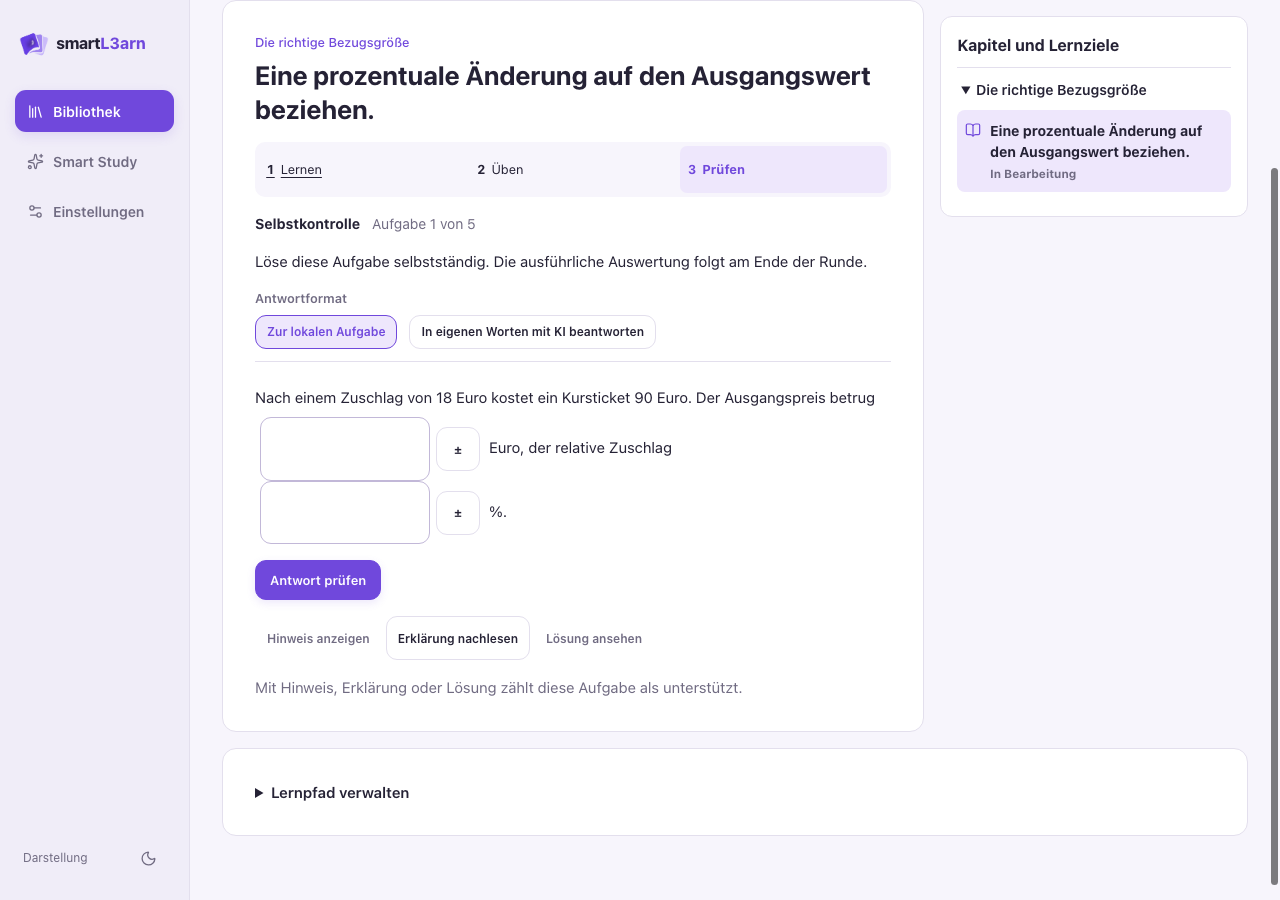 smartL3arn
Bibliothek
Smart Study
Einstellungen
Darstellung
Die richtige Bezugsgröße
Eine prozentuale Änderung auf den Ausgangswert
beziehen.
1 Lernen
2 Üben
3 Prüfen
Selbstkontrolle Aufgabe 1 von 5
Löse diese Aufgabe selbstständig. Die ausführliche Auswertung folgt am Ende der Runde.
Antwortformat
Zur lokalen Aufgabe
In eigenen Worten mit KI beantworten
Nach einem Zuschlag von 18 Euro kostet ein Kursticket 90 Euro. Der Ausgangspreis betrug
± Euro, der relative Zuschlag
± %.
Antwort prüfen
Hinweis anzeigen
Erklärung nachlesen
Lösung ansehen
Mit Hinweis, Erklärung oder Lösung zählt diese Aufgabe als unterstützt.
Lernpfad verwalten
Kapitel und Lernziele
Die richtige Bezugsgröße
Eine prozentuale Änderung auf
den Ausgangswert beziehen.
In Bearbeitung